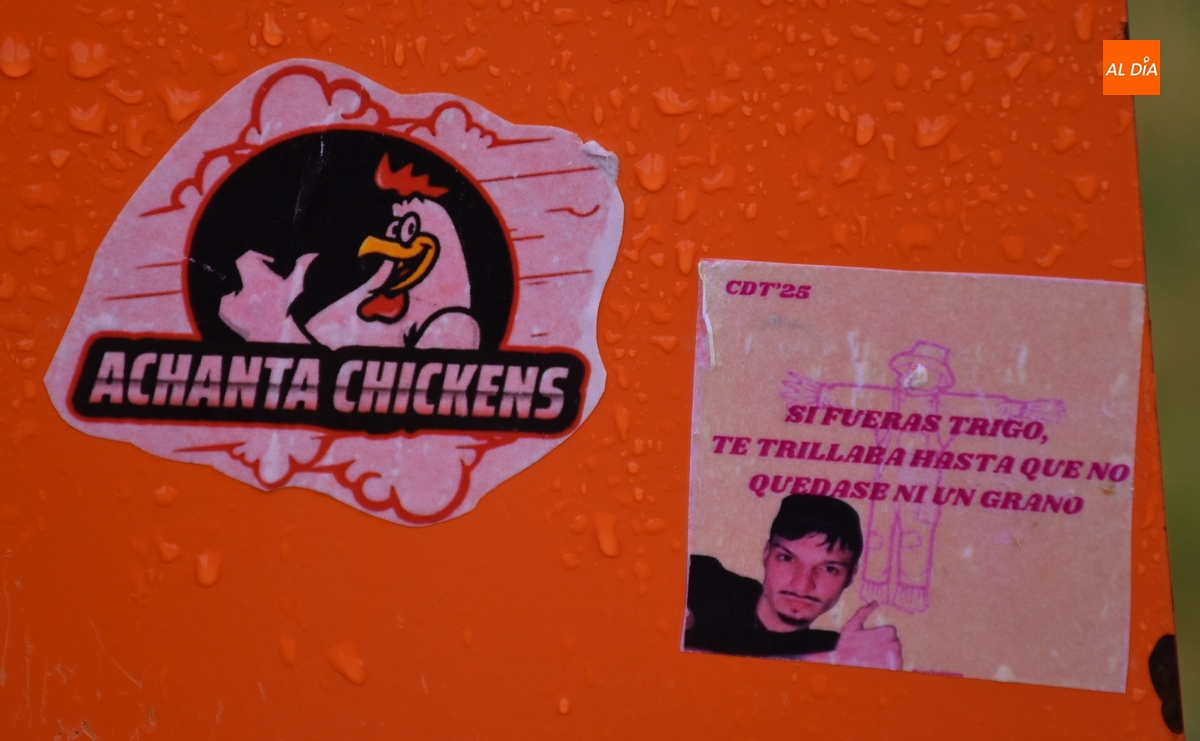 AL DÍA
ACHANTA CHICKENS
CDT'25
SI FUERAS TRIGO,
TE TRILLABA HASTA QUE NO
QUEDASE NI UN GRANO